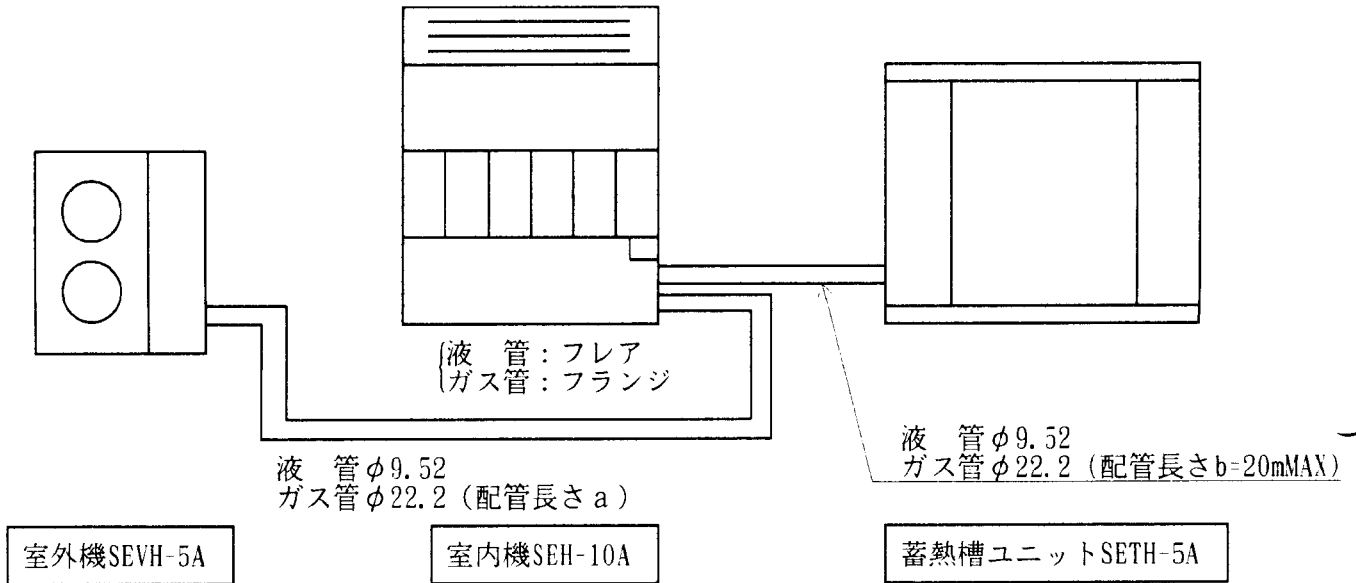 液　管：フレア
ガス管：フランジ
液　管φ9.52
ガス管φ22.2（配管長さa）
液　管φ9.52
ガス管φ22.2（配管長さb=20mMAX）
室外機SEVH-5A
室内機SEH-10A
蓄熱槽ユニットSETH-5A